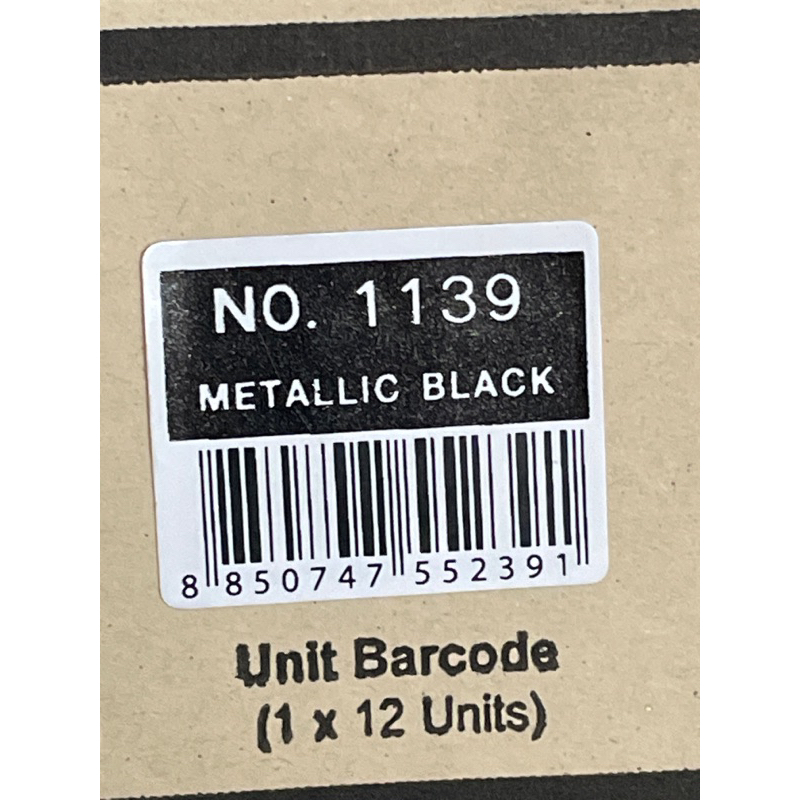 NO. 1139
METALLIC BLACK
8 850747 552391
Unit Barcode
(1 x 12 Units)